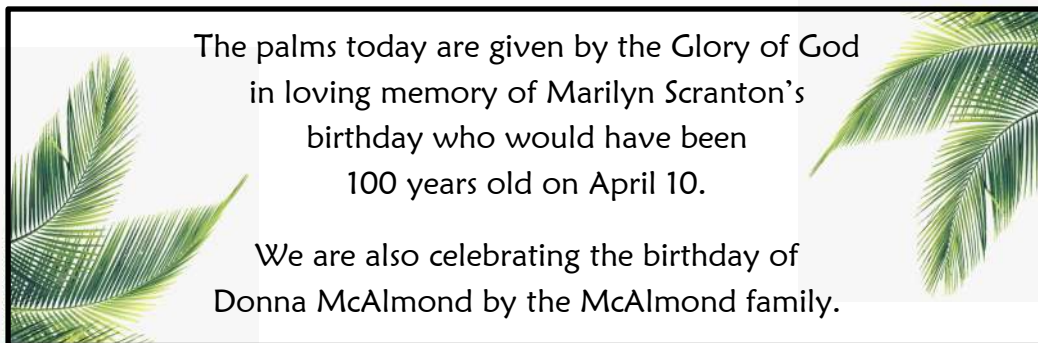 The palms today are given by the Glory of God
in loving memory of Marilyn Scranton's
birthday who would have been
100 years old on April 10.
We are also celebrating the birthday of
Donna McAlmond by the McAlmond family.